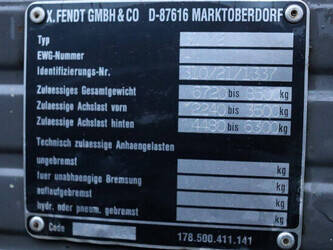 X. FENDT GMBH & CO D-87616 MARKTOBERDORF
Typ
EWG-Nummer
Identifizierungs-Nr.
Zulaessiges Gesamtgewicht bis kg
Zulaessige Achslast vorn bis kg
Zulaessige Achslast hinten bis kg
Technisch zulaessige Anhaengelasten
ungebremst kg
bei unabhaengiger Bremsung kg
auflaufgebremst kg
hydr. oder pneum. gebremst kg
Code 178.500.411.141